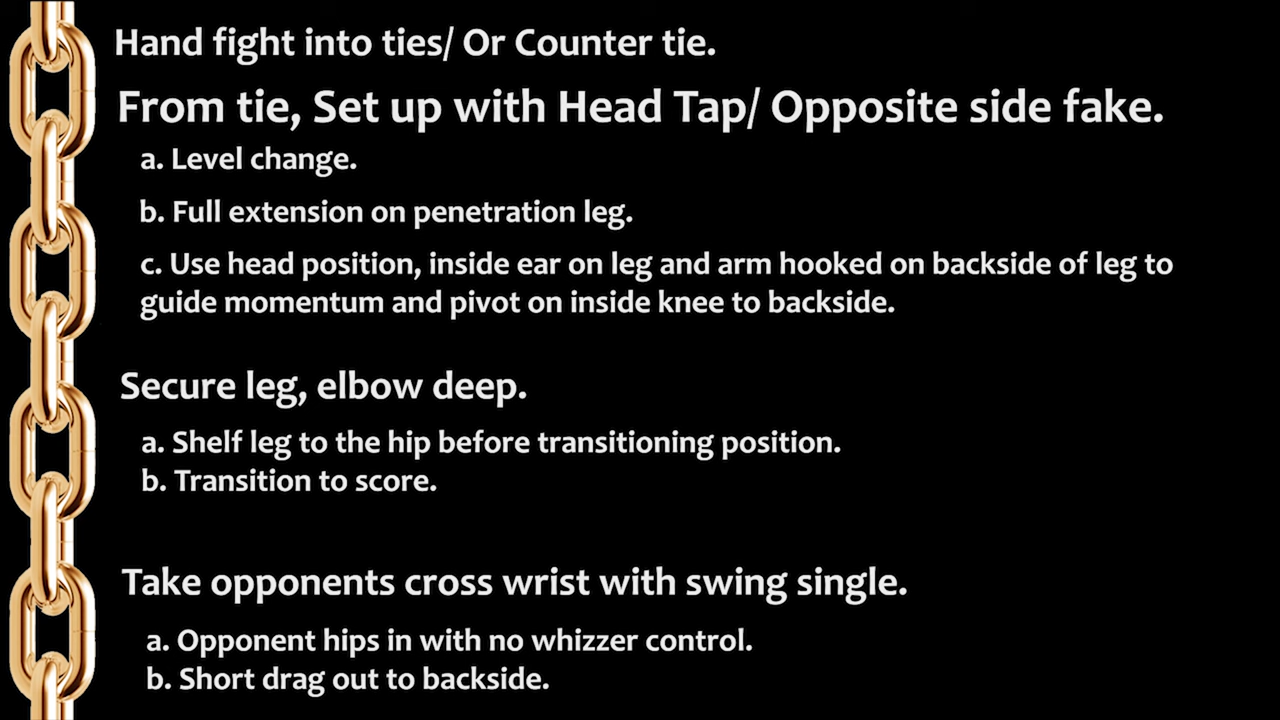 Hand fight into ties/ Or Counter tie.
From tie, Set up with Head Tap/ Opposite side fake.
a. Level change.
b. Full extension on penetration leg.
c. Use head position, inside ear on leg and arm hooked on backside of leg to
guide momentum and pivot on inside knee to backside.
Secure leg, elbow deep.
a. Shelf leg to the hip before transitioning position.
b. Transition to score.
Take opponents cross wrist with swing single.
a. Opponent hips in with no whizzer control.
b. Short drag out to backside.